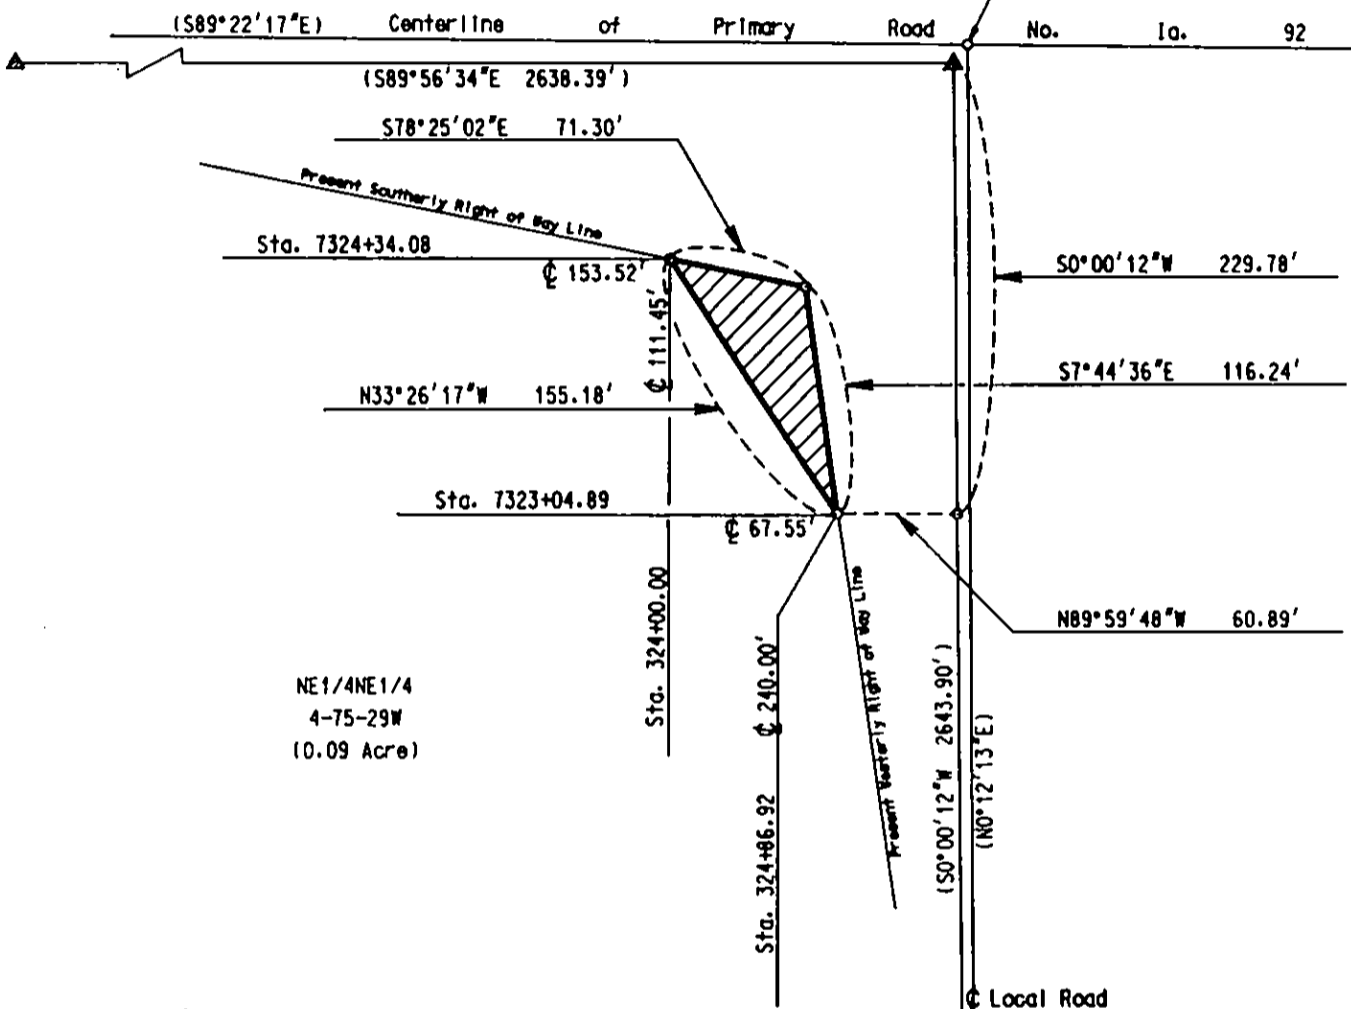 (S89°22'17"E) Centerline of Primary Road No. Ia. 92
(S89°56'34"E 2638.39')
S78°25'02"E 71.30'
Present Southerly Right of Way Line
Sta. 7324+34.08
℄ 153.52'
S0°00'12"W 229.78'
℄ 111.45'
S7°44'36"E 116.24'
N33°26'17"W 155.18'
Sta. 7323+04.89
℄ 67.55'
Sta. 324+00.00
Present Westerly Right of Way Line
N89°59'48"W 60.89'
℄ 240.00'
Sta. 324+86.92
(S0°00'12"W 2643.90')
(N0°12'13"E)
NE1/4NE1/4
4-75-29W
(0.09 Acre)
℄ Local Road